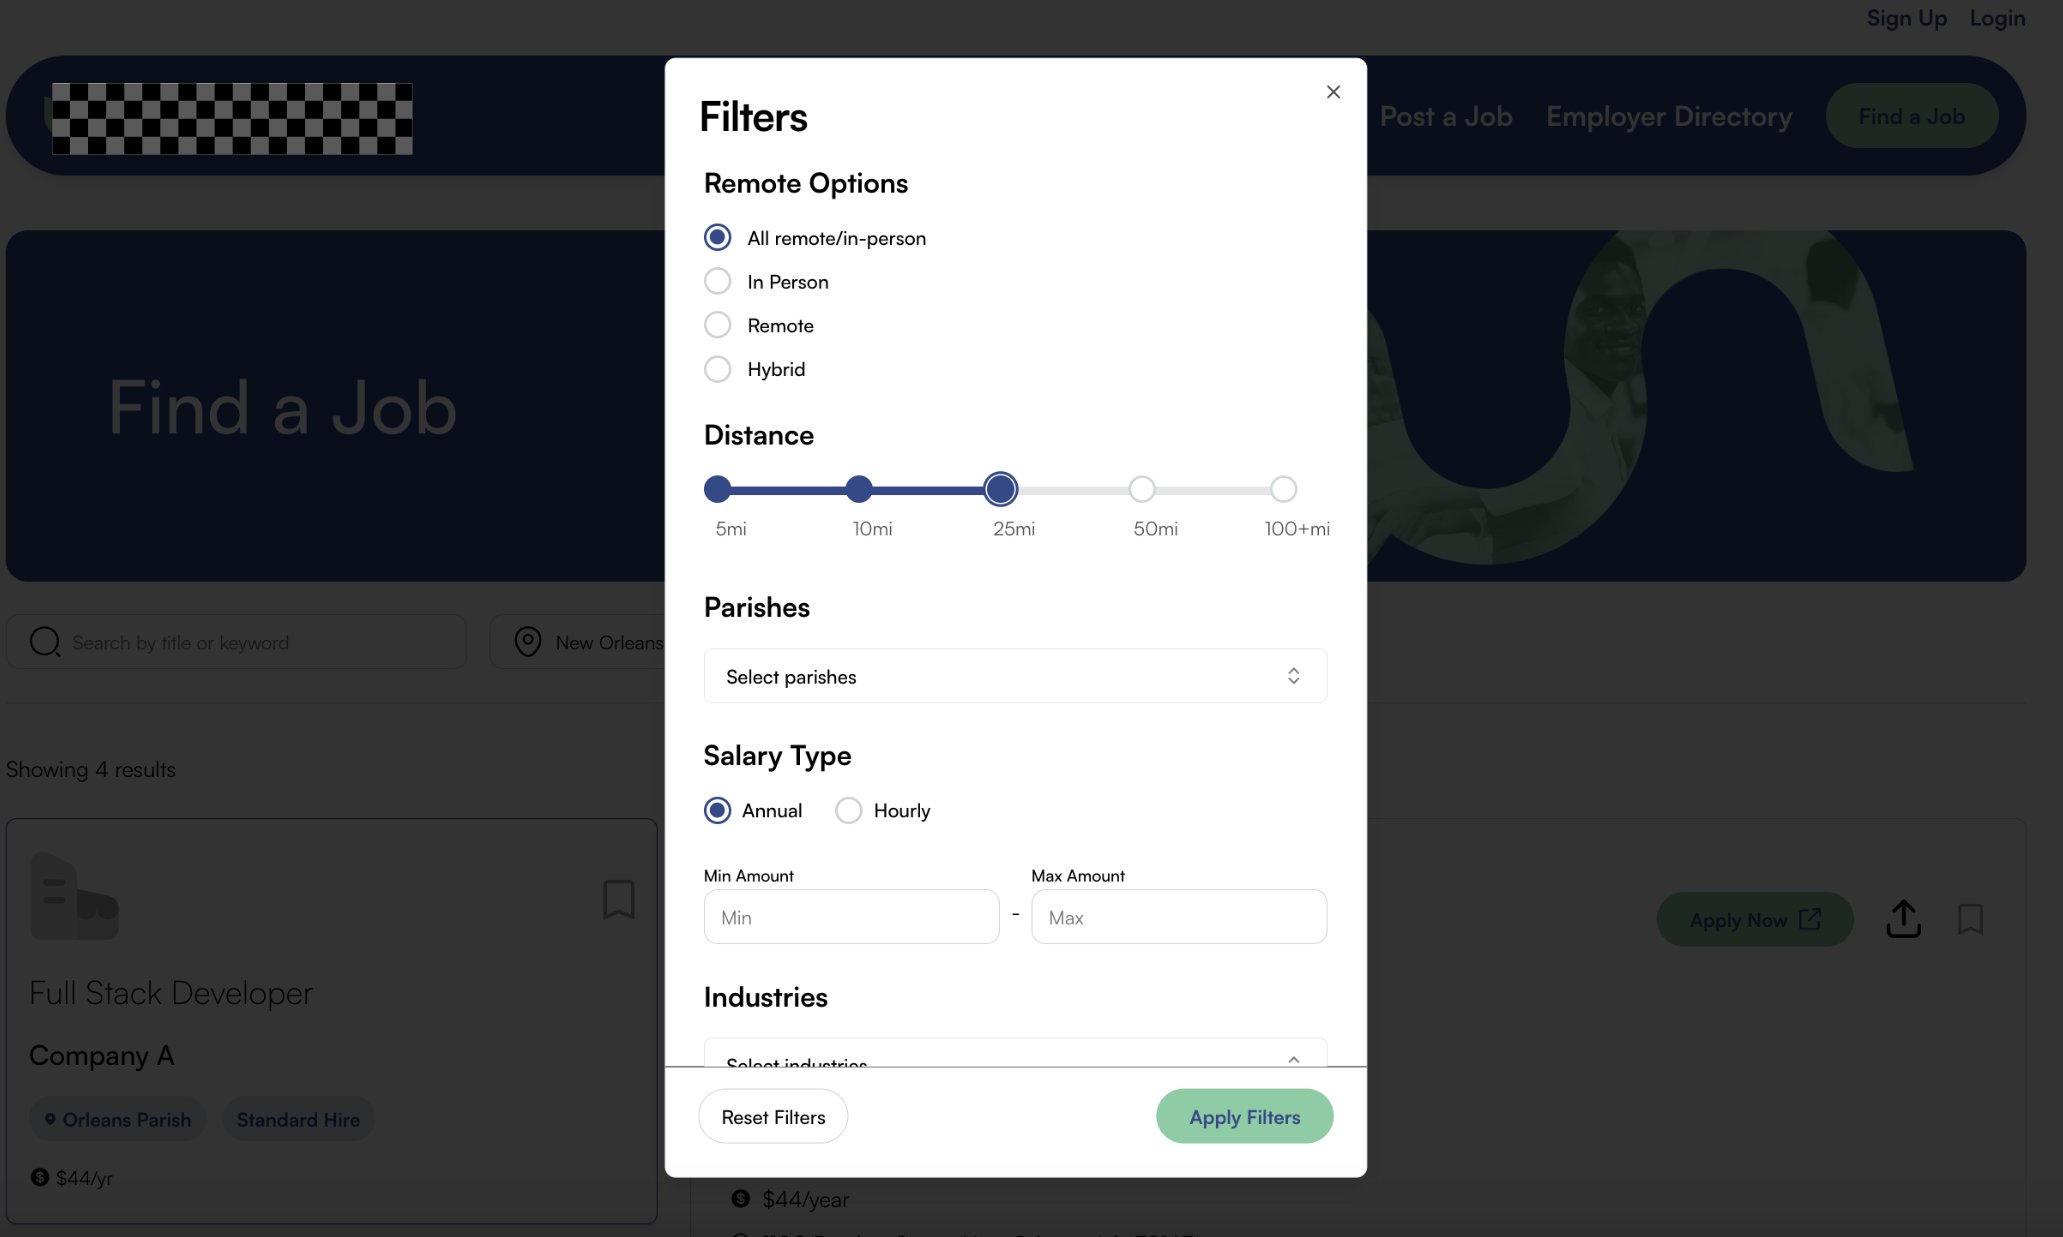 Sign Up Login
Post a Job Employer Directory Find a Job
Find a Job
Search by title or keyword
New Orleans
Showing 4 results
Full Stack Developer
Company A
Orleans Parish Standard Hire
$44/yr
Apply Now
$44/year
Filters
Remote Options
All remote/in-person
In Person
Remote
Hybrid
Distance
5mi 10mi 25mi 50mi 100+mi
Parishes
Select parishes
Salary Type
Annual Hourly
Min Amount Max Amount
Min - Max
Industries
Select industries
Reset Filters Apply Filters